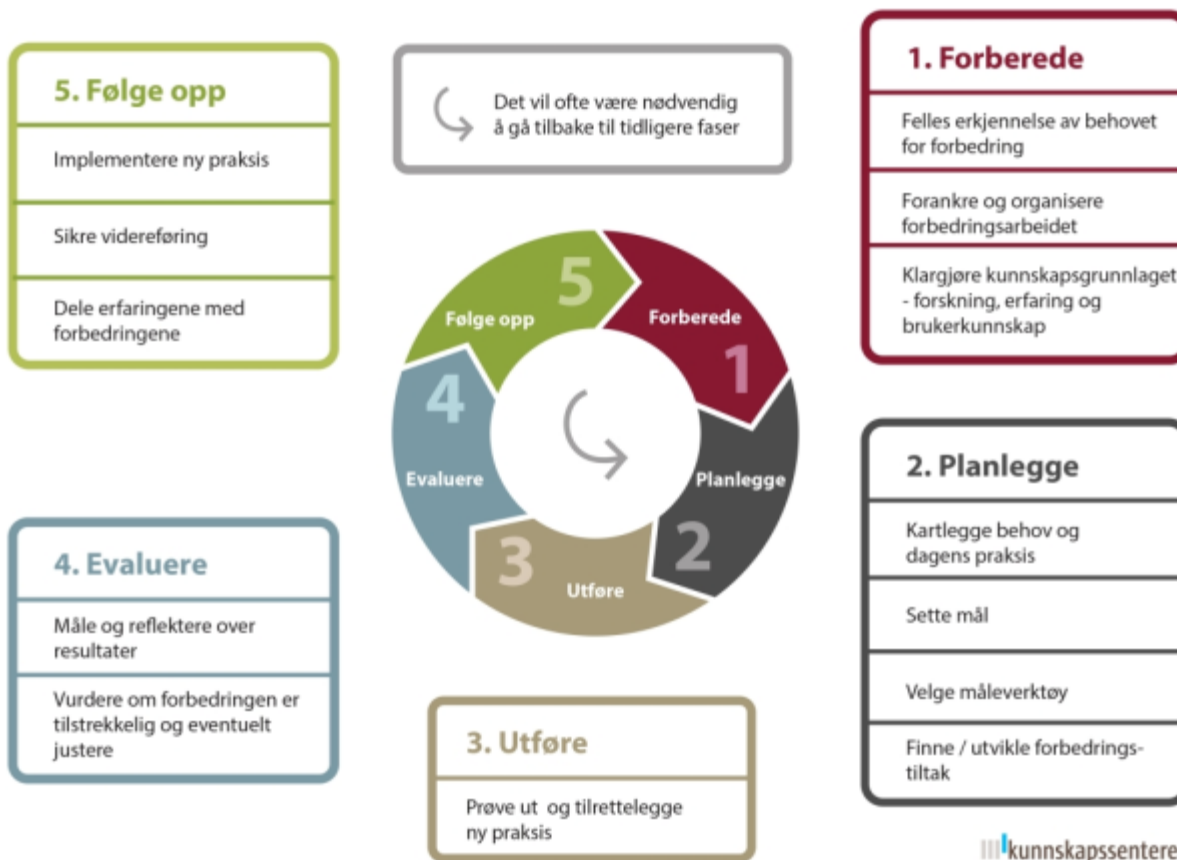 5. Følge opp
Implementere ny praksis
Sikre videreføring
Dele erfaringene med
forbedringene
Det vil ofte være nødvendig
å gå tilbake til tidligere faser
1. Forberede
Felles erkjennelse av behovet
for forbedring
Forankre og organisere
forbedringsarbeidet
Klargjøre kunnskapsgrunnlaget
- forskning, erfaring og
brukerkunnskap
5
Følge opp
Forberede
1
4
Evaluere
Planlegge
2
3
Utføre
2. Planlegge
Kartlegge behov og
dagens praksis
Sette mål
Velge måleverktøy
Finne / utvikle forbedrings-
tiltak
4. Evaluere
Måle og reflektere over
resultater
Vurdere om forbedringen er
tilstrekkelig og eventuelt
justere
3. Utføre
Prøve ut og tilrettelegge
ny praksis
kunnskapssentere